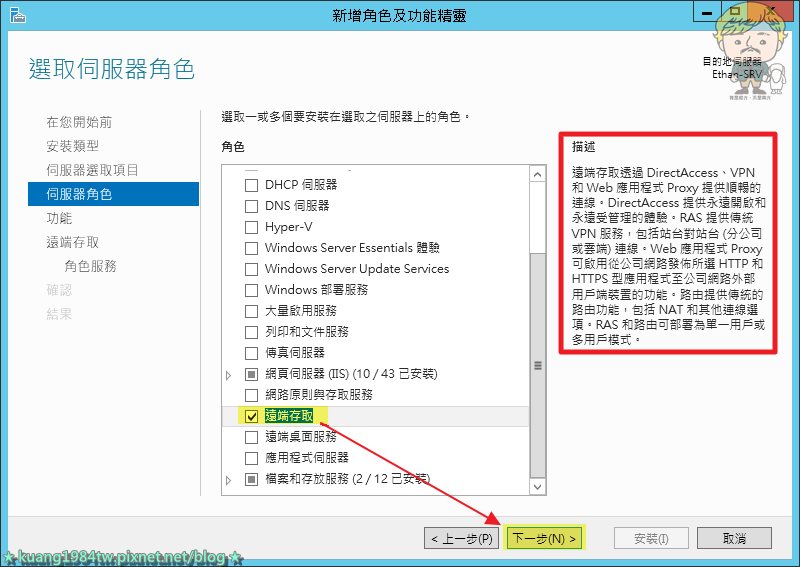 新增角色及功能精靈
選取伺服器角色
目的地伺服器
Ethan-SRV
在您開始前
安裝類型
伺服器選取項目
伺服器角色
功能
遠端存取
角色服務
確認
結果
選取一或多個要安裝在選取之伺服器上的角色。
角色
DHCP 伺服器
DNS 伺服器
Hyper-V
Windows Server Essentials 體驗
Windows Server Update Services
Windows 部署服務
大量啟用服務
列印和文件服務
傳真伺服器
網頁伺服器 (IIS) (10 / 43 已安裝)
網路原則與存取服務
遠端存取
遠端桌面服務
應用程式伺服器
檔案和存放服務 (2 / 12 已安裝)
描述
遠端存取透過 DirectAccess、VPN
和 Web 應用程式 Proxy 提供順暢的
連線。DirectAccess 提供永遠開啟和
永遠受管理的體驗。RAS 提供傳統
VPN 服務，包括站台對站台 (分公司
或雲端) 連線。Web 應用程式 Proxy
可啟用從公司網路發佈所選 HTTP 和
HTTPS 型應用程式至公司網路外部
用戶端裝置的功能。路由提供傳統的
路由功能，包括 NAT 和其他連線選
項。RAS 和路由可部署為單一用戶或
多用戶模式。
< 上一步(P)
下一步(N) >
安裝(I)
取消
★ kuang1984tw.pixnet.net/blog ★